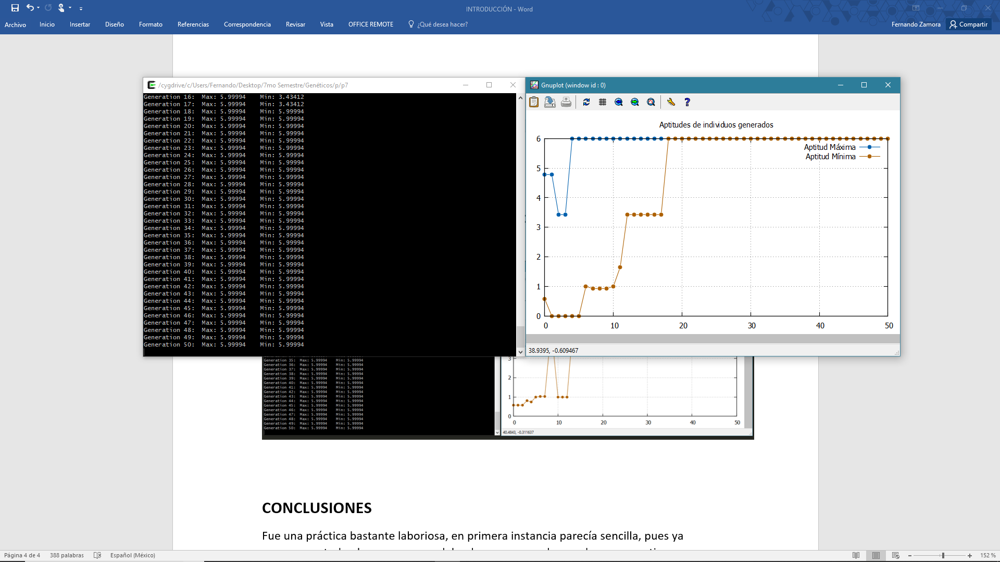 INTRODUCCIÓN - Word
Archivo Inicio Insertar Diseño Formato Referencias Correspondencia Revisar Vista OFFICE REMOTE ¿Qué desea hacer? Fernando Zamora Compartir
/cygdrive/c/Users/Fernando/Desktop/7mo Semestre/Genéticos/p/p7
Generation 16: Max: 5.99994 Min: 3.43412
Generation 17: Max: 5.99994 Min: 3.43412
Generation 18: Max: 5.99994 Min: 5.99994
Generation 19: Max: 5.99994 Min: 5.99994
Generation 20: Max: 5.99994 Min: 5.99994
Generation 21: Max: 5.99994 Min: 5.99994
Generation 22: Max: 5.99994 Min: 5.99994
Generation 23: Max: 5.99994 Min: 5.99994
Generation 24: Max: 5.99994 Min: 5.99994
Generation 25: Max: 5.99994 Min: 5.99994
Generation 26: Max: 5.99994 Min: 5.99994
Generation 27: Max: 5.99994 Min: 5.99994
Generation 28: Max: 5.99994 Min: 5.99994
Generation 29: Max: 5.99994 Min: 5.99994
Generation 30: Max: 5.99994 Min: 5.99994
Generation 31: Max: 5.99994 Min: 5.99994
Generation 32: Max: 5.99994 Min: 5.99994
Generation 33: Max: 5.99994 Min: 5.99994
Generation 34: Max: 5.99994 Min: 5.99994
Generation 35: Max: 5.99994 Min: 5.99994
Generation 36: Max: 5.99994 Min: 5.99994
Generation 37: Max: 5.99994 Min: 5.99994
Generation 38: Max: 5.99994 Min: 5.99994
Generation 39: Max: 5.99994 Min: 5.99994
Generation 40: Max: 5.99994 Min: 5.99994
Generation 41: Max: 5.99994 Min: 5.99994
Generation 42: Max: 5.99994 Min: 5.99994
Generation 43: Max: 5.99994 Min: 5.99994
Generation 44: Max: 5.99994 Min: 5.99994
Generation 45: Max: 5.99994 Min: 5.99994
Generation 46: Max: 5.99994 Min: 5.99994
Generation 47: Max: 5.99994 Min: 5.99994
Generation 48: Max: 5.99994 Min: 5.99994
Generation 49: Max: 5.99994 Min: 5.99994
Generation 50: Max: 5.99994 Min: 5.99994
Gnuplot (window id : 0)
Aptitudes de individuos generados
Aptitud Máxima
Aptitud Mínima
6
5
4
3
2
1
0
0 10 20 30 40 50
38.9395, -0.609467
Generation 35: Max: 5.99994 Min: 5.99994
Generation 36: Max: 5.99994 Min: 5.99994
Generation 37: Max: 5.99994 Min: 5.99994
Generation 38: Max: 5.99994 Min: 5.99994
Generation 39: Max: 5.99994 Min: 5.99994
Generation 40: Max: 5.99994 Min: 5.99994
Generation 41: Max: 5.99994 Min: 5.99994
Generation 42: Max: 5.99994 Min: 5.99994
Generation 43: Max: 5.99994 Min: 5.99994
Generation 44: Max: 5.99994 Min: 5.99994
Generation 45: Max: 5.99994 Min: 5.99994
Generation 46: Max: 5.99994 Min: 5.99994
Generation 47: Max: 5.99994 Min: 5.99994
Generation 48: Max: 5.99994 Min: 5.99994
Generation 49: Max: 5.99994 Min: 5.99994
Generation 50: Max: 5.99994 Min: 5.99994
3
2
1
0
0 10 20 30 40 50
40.4843, -0.311637
CONCLUSIONES
Fue una práctica bastante laboriosa, en primera instancia parecía sencilla, pues ya
Página 4 de 4 388 palabras Español (México) 152 %